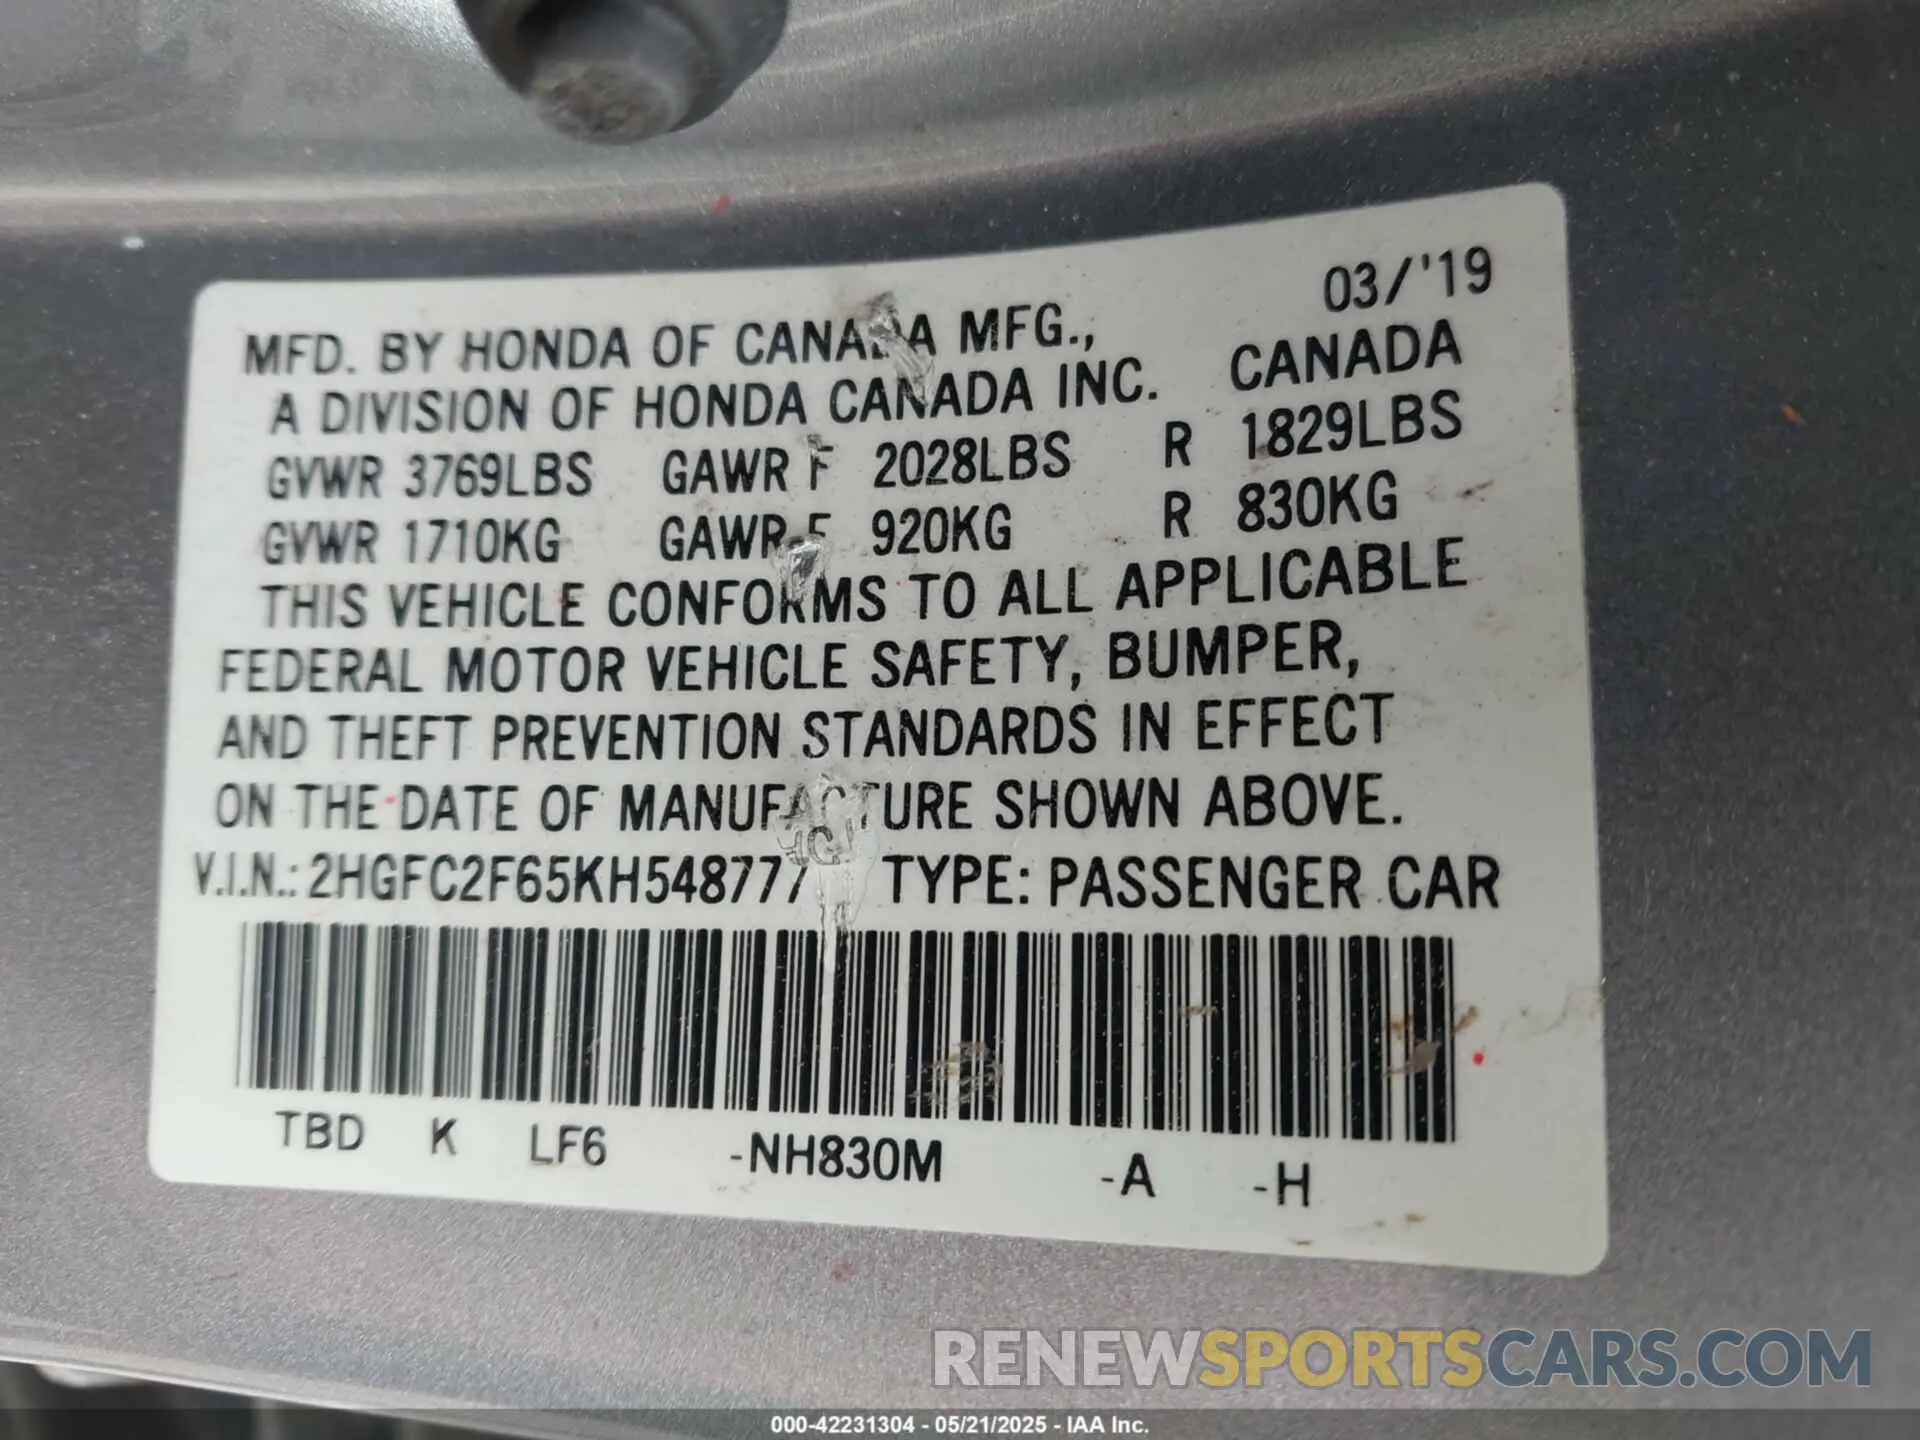 03/'19
MFD. BY HONDA OF CANADA MFG.,
A DIVISION OF HONDA CANADA INC. CANADA
GVWR 3769LBS GAWR F 2028LBS R 1829LBS
GVWR 1710KG GAWR F 920KG R 830KG
THIS VEHICLE CONFORMS TO ALL APPLICABLE
FEDERAL MOTOR VEHICLE SAFETY, BUMPER,
AND THEFT PREVENTION STANDARDS IN EFFECT
ON THE DATE OF MANUFACTURE SHOWN ABOVE.
V.I.N.: 2HGFC2F65KH548777 TYPE: PASSENGER CAR
TBD K LF6 -NH830M -A -H
RENEWSPORTSCARS.COM
000-42231304 - 05/21/2025 - IAA Inc.